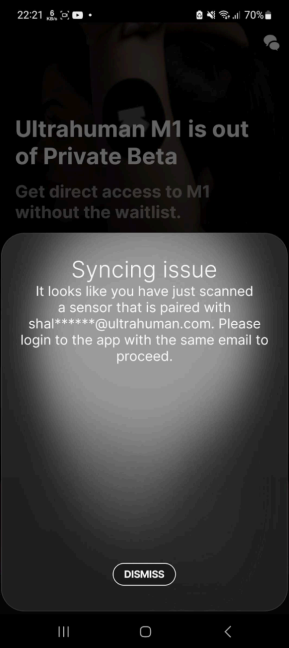 22:21 6 KB/s 70%
Ultrahuman M1 is out
of Private Beta
Get direct access to M1
without the waitlist.
Syncing issue
It looks like you have just scanned
a sensor that is paired with
shal******@ultrahuman.com. Please
login to the app with the same email to
proceed.
DISMISS